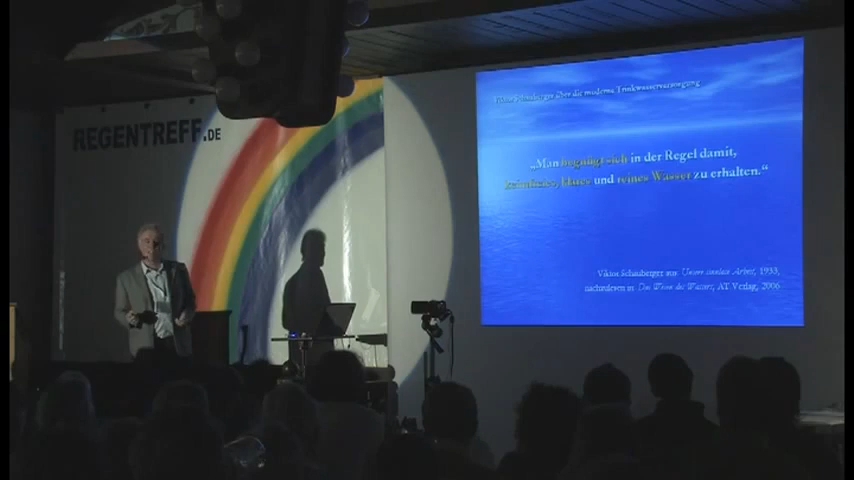 REGENTREFF.DE
Viktor Schauberger über die moderne Trinkwasserversorgung
„Man begnügt sich in der Regel damit,
keimfreies, klares und reines Wasser zu erhalten.“
Viktor Schauberger aus Unsere sinnlose Arbeit, 1933,
nachzulesen in Das Wesen des Wassers, AT Verlag, 2006